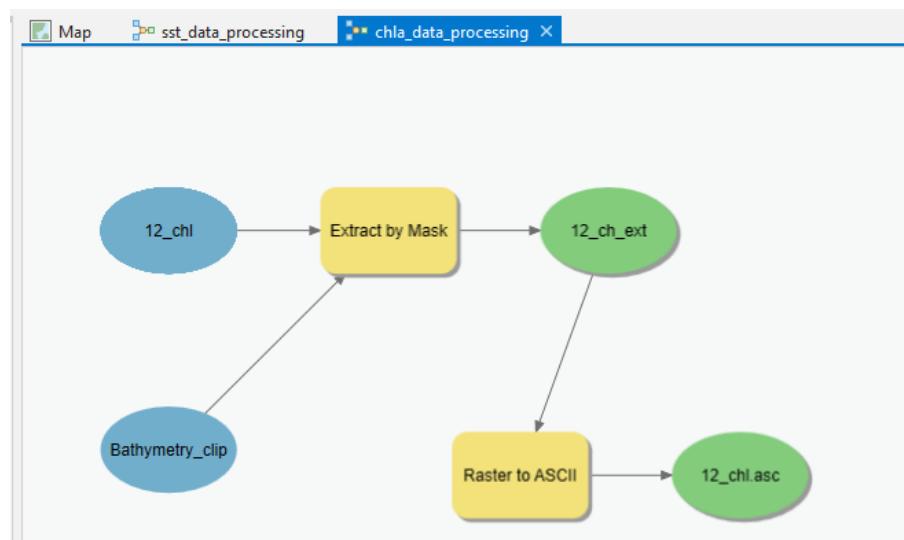 Map
sst_data_processing
chla_data_processing
12_chl
Extract by Mask
12_ch_ext
Bathymetry_clip
Raster to ASCII
12_chl.asc